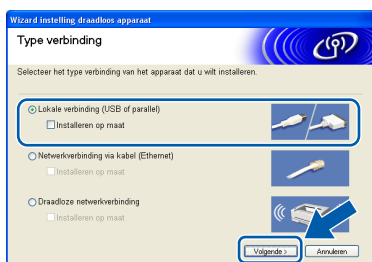 Wizard instelling draadloos apparaat
Type verbinding
Selecteer het type verbinding van het apparaat dat u wilt installeren.
Lokale verbinding (USB of parallel)
Installeren op maat
Netwerkverbinding via kabel (Ethernet)
Installeren op maat
Draadloze netwerkverbinding
Installeren op maat
Volgende >
Annuleren